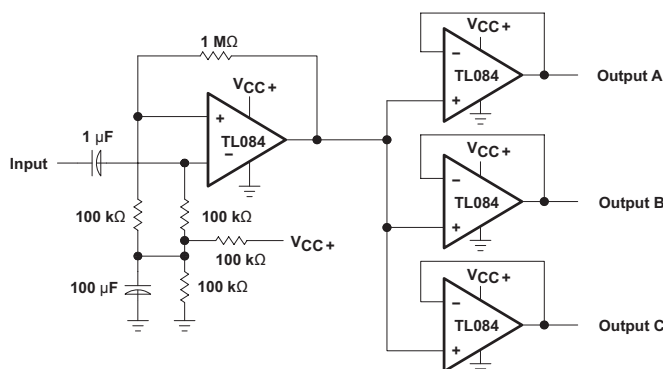 1 MΩ
VCC+
+
TL084
−
1 µF
Input
100 kΩ
100 kΩ
VCC+
100 kΩ
100 µF
100 kΩ
−
VCC+
TL084
+
Output A
−
VCC+
TL084
+
Output B
−
VCC+
TL084
+
Output C